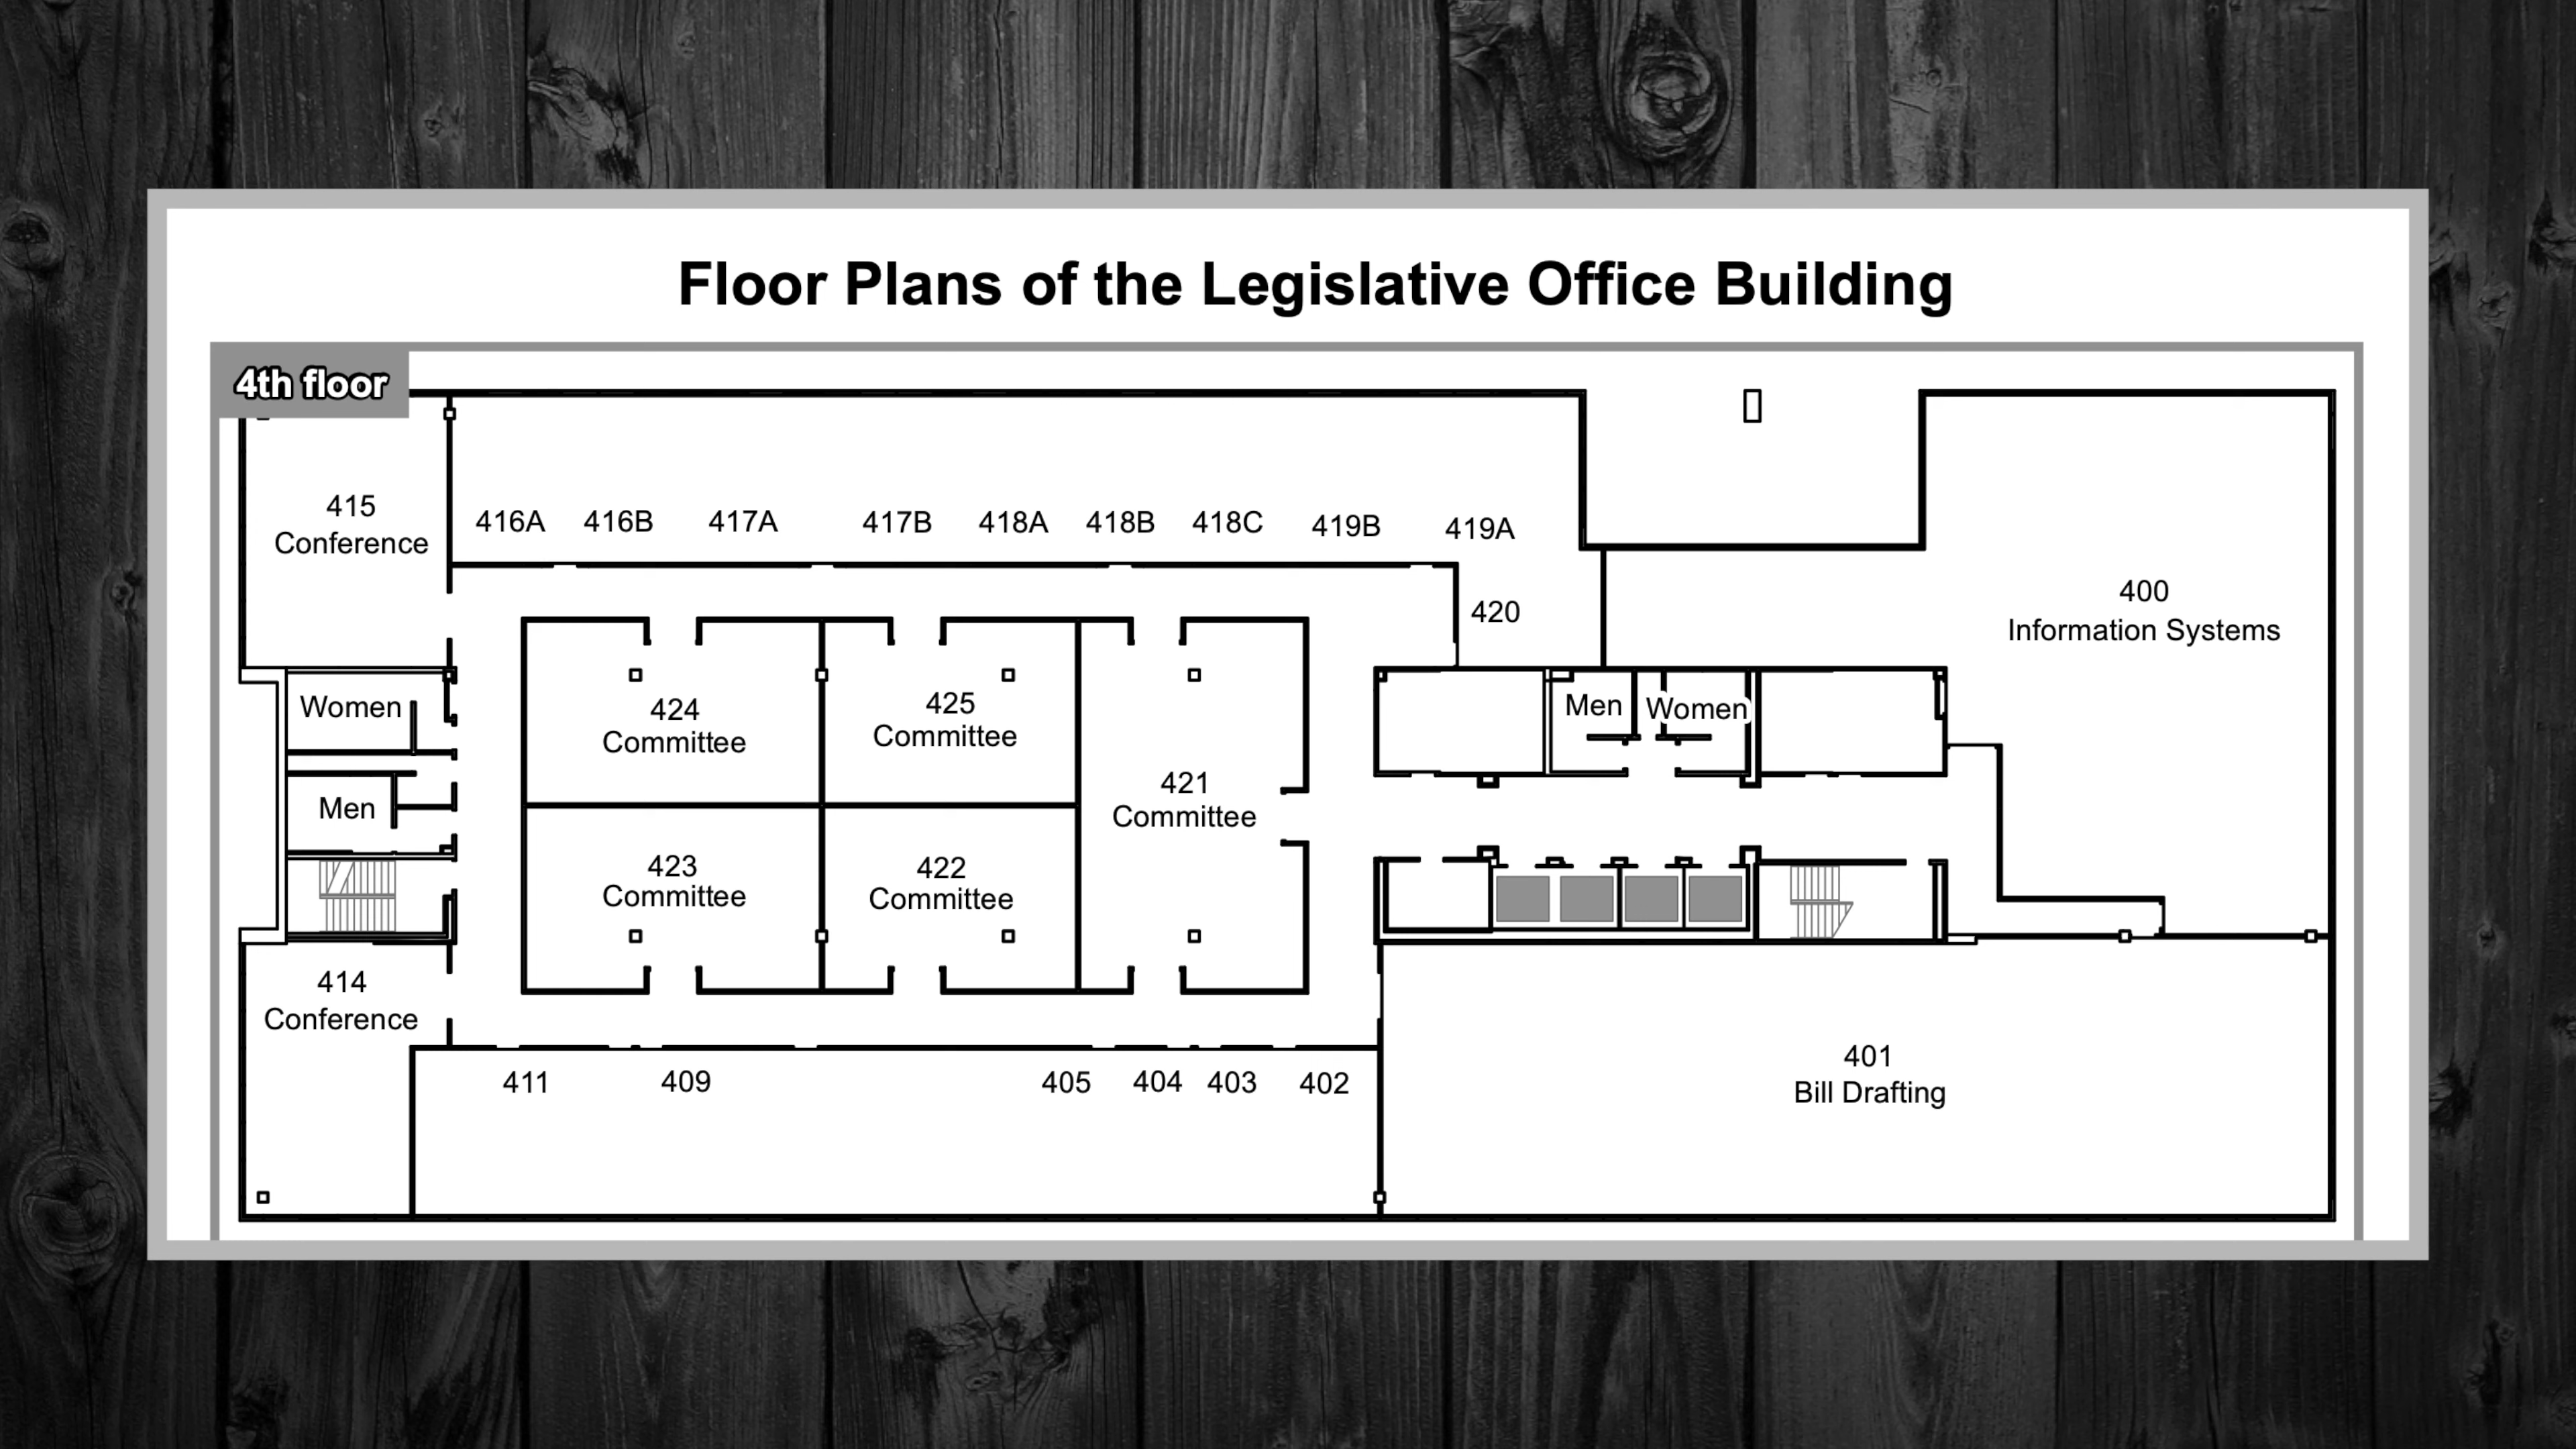 Floor Plans of the Legislative Office Building
4th floor
415
Conference
416A
416B
417A
417B
418A
418B
418C
419B
419A
420
400
Information Systems
Women
Men
424
Committee
425
Committee
421
Committee
Men
Women
423
Committee
422
Committee
414
Conference
411
409
405
404
403
402
401
Bill Drafting